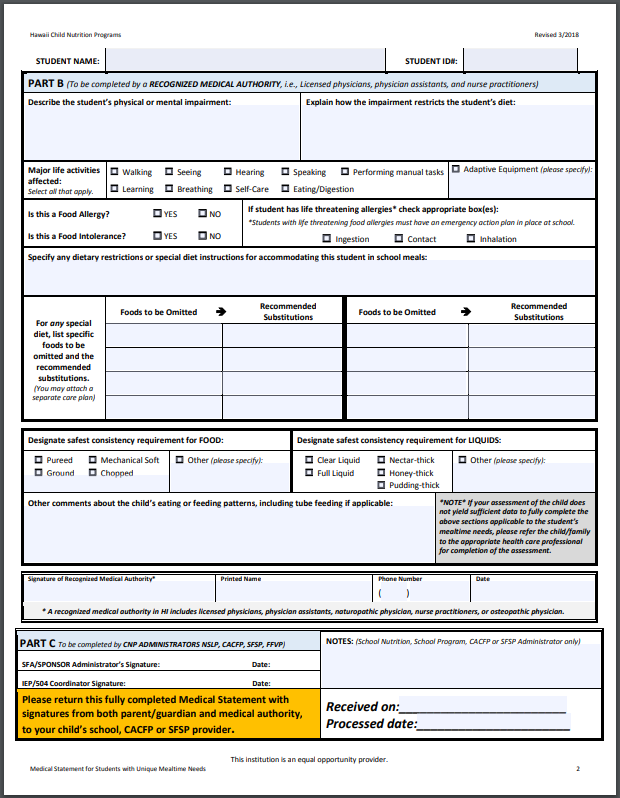 Hawaii Child Nutrition Programs
Revised 3/2018
STUDENT NAME:
STUDENT ID#:
PART B (To be completed by a RECOGNIZED MEDICAL AUTHORITY, i.e., Licensed physicians, physician assistants, and nurse practitioners)
Describe the student's physical or mental impairment:
Explain how the impairment restricts the student's diet:
Major life activities
affected:
Select all that apply.
Walking Seeing Hearing Speaking Performing manual tasks
Learning Breathing Self-Care Eating/Digestion
Adaptive Equipment (please specify):
Is this a Food Allergy? YES NO
Is this a Food Intolerance? YES NO
If student has life threatening allergies* check appropriate box(es):
*Students with life threatening food allergies must have an emergency action plan in place at school.
Ingestion Contact Inhalation
Specify any dietary restrictions or special diet instructions for accommodating this student in school meals:
For any special
diet, list specific
foods to be
omitted and the
recommended
substitutions.
(You may attach a
separate care plan)
Foods to be Omitted ➔ Recommended
Substitutions
Foods to be Omitted ➔ Recommended
Substitutions
Designate safest consistency requirement for FOOD:
Pureed Mechanical Soft Other (please specify):
Ground Chopped
Designate safest consistency requirement for LIQUIDS:
Clear Liquid Nectar-thick Other (please specify):
Full Liquid Honey-thick
Pudding-thick
Other comments about the child's eating or feeding patterns, including tube feeding if applicable:
*NOTE* If your assessment of the child does
not yield sufficient data to fully complete the
above sections applicable to the student's
mealtime needs, please refer the child/family
to the appropriate health care professional
for completion of the assessment.
Signature of Recognized Medical Authority*
Printed Name
Phone Number
( )
Date
* A recognized medical authority in HI includes licensed physicians, physician assistants, naturopathic physician, nurse practitioners, or osteopathic physician.
PART C To be completed by CNP ADMINISTRATORS NSLP, CACFP, SFSP, FFVP)
SFA/SPONSOR Administrator's Signature: Date:
IEP/504 Coordinator Signature: Date:
NOTES: (School Nutrition, School Program, CACFP or SFSP Administrator only)
Please return this fully completed Medical Statement with
signatures from both parent/guardian and medical authority,
to your child's school, CACFP or SFSP provider.
Received on:
Processed date:
This institution is an equal opportunity provider.
Medical Statement for Students with Unique Mealtime Needs
2